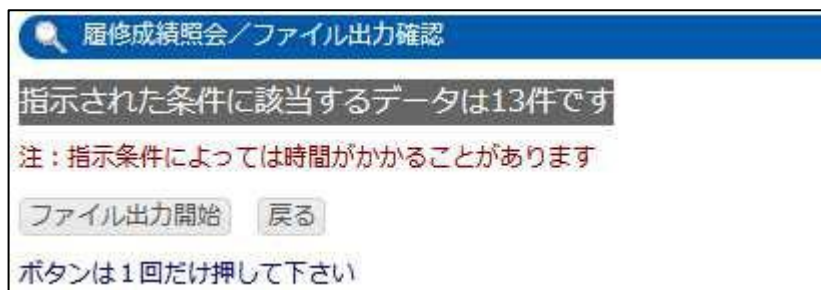 履修成績照会／ファイル出力確認
指示された条件に該当するデータは13件です
注：指示条件によっては時間がかかることがあります
ファイル出力開始 戻る
ボタンは１回だけ押して下さい